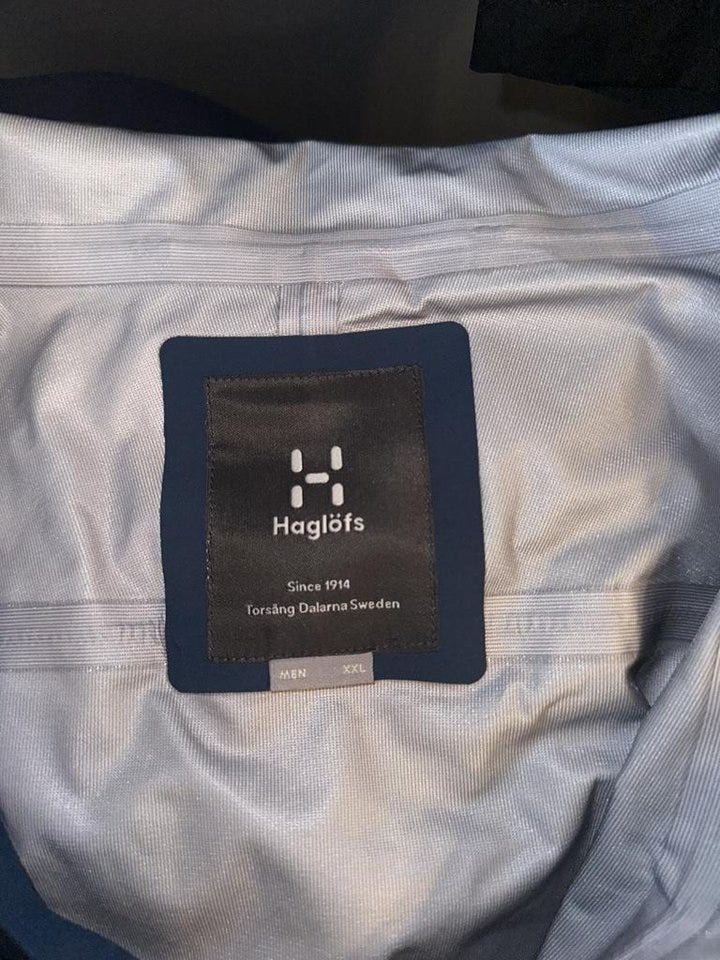 Haglöfs
Since 1914
Torsång Dalarna Sweden
MEN XXL